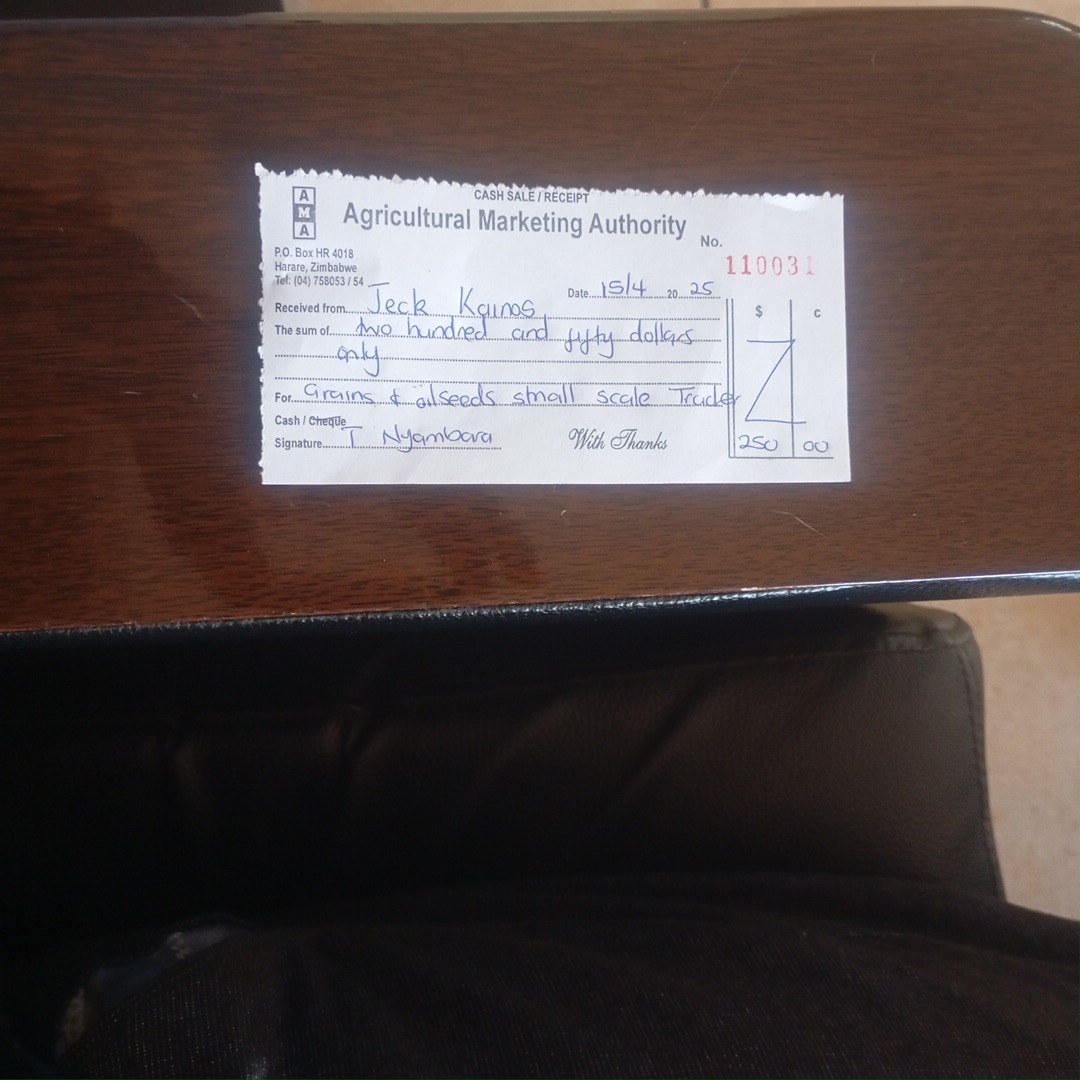 A
M
A
CASH SALE / RECEIPT
Agricultural Marketing Authority
No.
110031
P.O. Box HR 4018
Harare, Zimbabwe
Tel: (04) 758053 / 54
Date 15/4 20 25
Received from Jeck Kainos
The sum of two hundred and fifty dollars
only
For Grains & oilseeds small scale Trader
Cash / Cheque
Signature T Nyambara
With Thanks
$ c
250 00